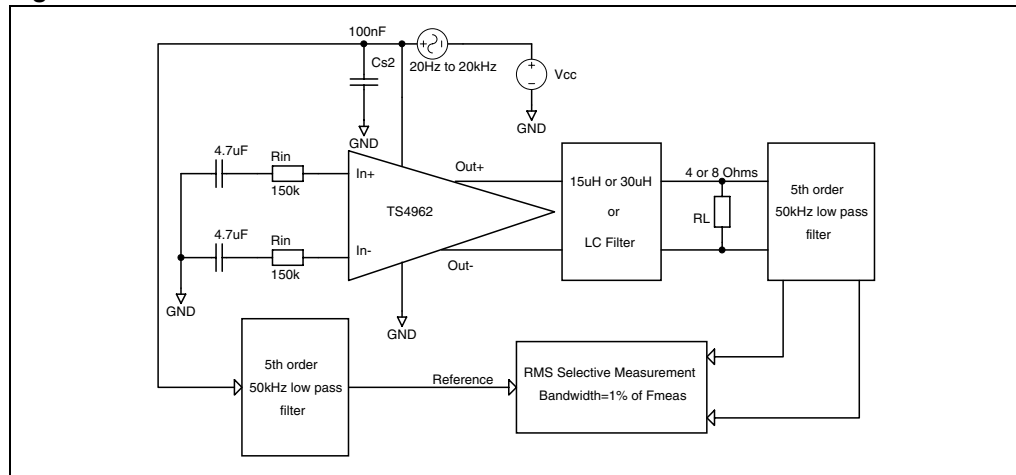 100nF
Cs2
20Hz to 20kHz
Vcc
+
−
GND
GND
4.7uF
Rin
150k
In+
Out+
TS4962
15uH or 30uH
or
LC Filter
4 or 8 Ohms
RL
5th order
50kHz low pass
filter
4.7uF
Rin
150k
In-
Out-
GND
GND
5th order
50kHz low pass
filter
Reference
RMS Selective Measurement
Bandwidth=1% of Fmeas